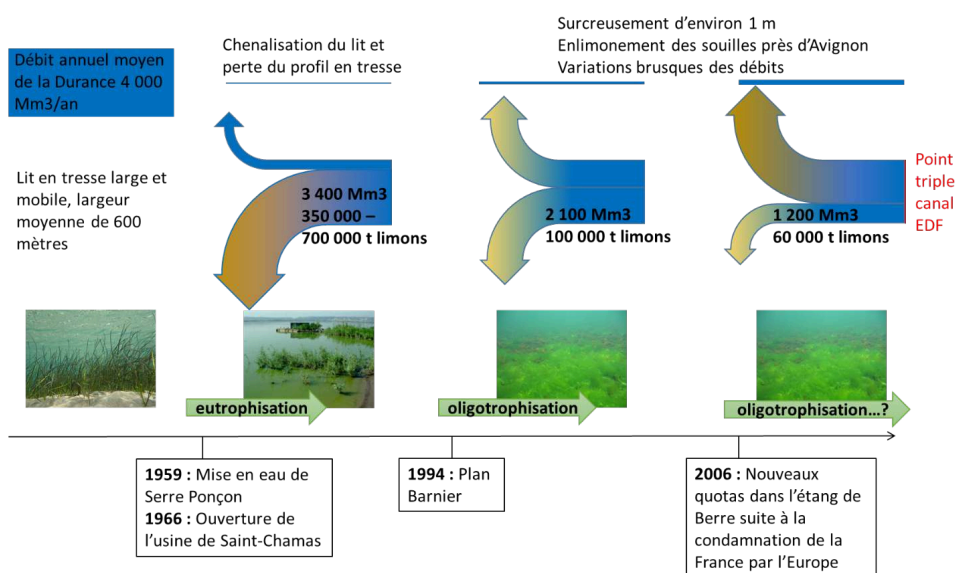 Débit annuel moyen
de la Durance 4 000
Mm3/an
Chenalisation du lit et
perte du profil en tresse
Surcreusement d'environ 1 m
Enlimonement des souilles près d'Avignon
Variations brusques des débits
Lit en tresse large et
mobile, largeur
moyenne de 600
mètres
3 400 Mm3
350 000 –
700 000 t limons
2 100 Mm3
100 000 t limons
1 200 Mm3
60 000 t limons
Point
triple
canal
EDF
eutrophisation
oligotrophisation
oligotrophisation...?
1959 : Mise en eau de
Serre Ponçon
1966 : Ouverture de
l'usine de Saint-Chamas
1994 : Plan
Barnier
2006 : Nouveaux
quotas dans l'étang de
Berre suite à la
condamnation de la
France par l'Europe